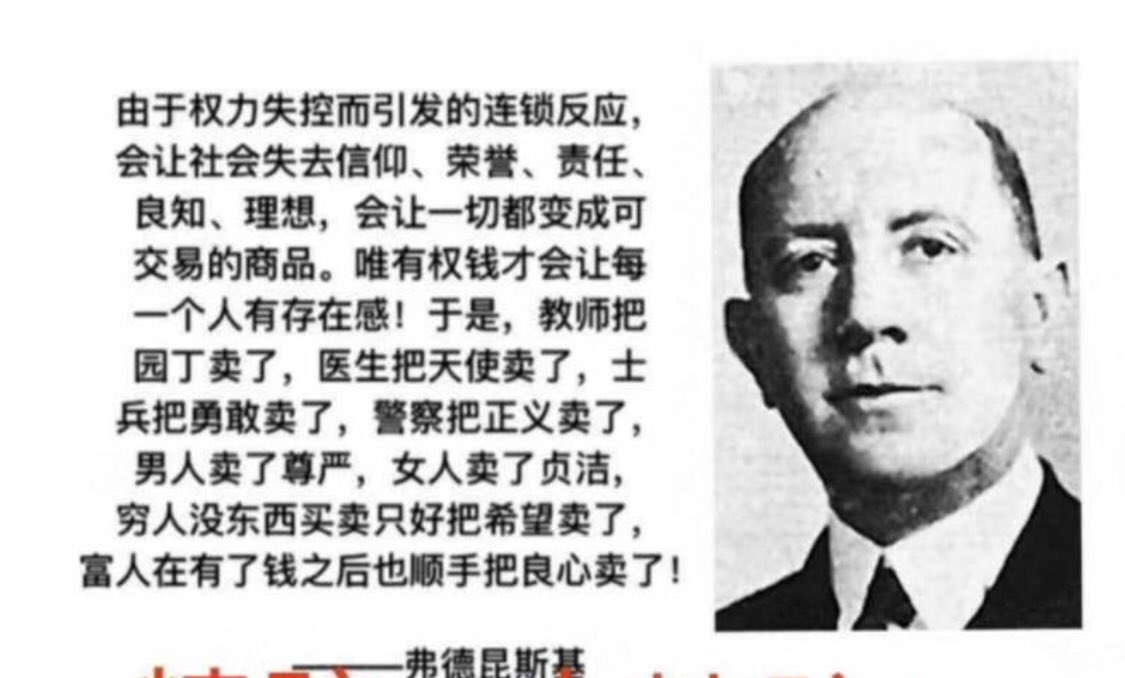 由于权力失控而引发的连锁反应，
会让社会失去信仰、荣誉、责任、
良知、理想，会让一切都变成可
交易的商品。唯有权钱才会让每
一个人有存在感！于是，教师把
园丁卖了，医生把天使卖了，士
兵把勇敢卖了，警察把正义卖了，
男人卖了尊严，女人卖了贞洁，
穷人没东西买卖只好把希望卖了，
富人在有了钱之后也顺手把良心卖了！
———弗德昆斯基